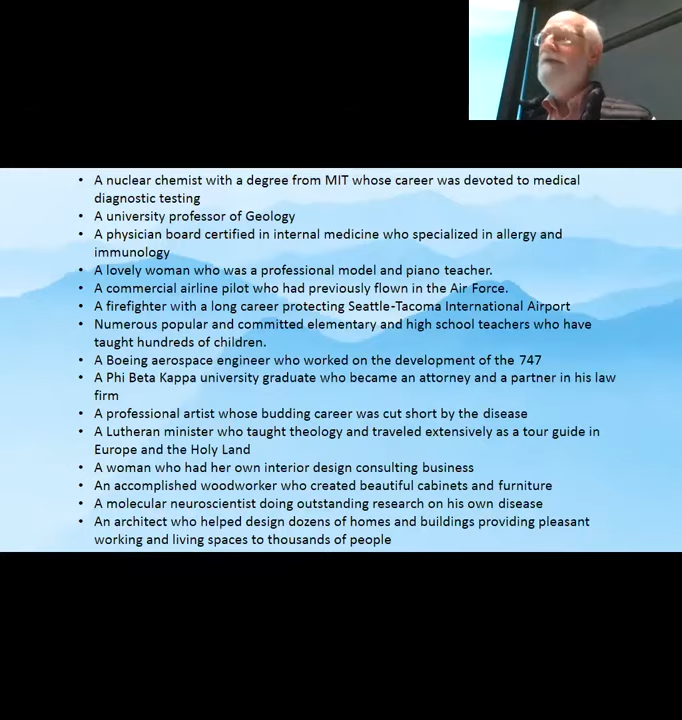 • A nuclear chemist with a degree from MIT whose career was devoted to medical
diagnostic testing
• A university professor of Geology
• A physician board certified in internal medicine who specialized in allergy and
immunology
• A lovely woman who was a professional model and piano teacher.
• A commercial airline pilot who had previously flown in the Air Force.
• A firefighter with a long career protecting Seattle-Tacoma International Airport
• Numerous popular and committed elementary and high school teachers who have
taught hundreds of children.
• A Boeing aerospace engineer who worked on the development of the 747
• A Phi Beta Kappa university graduate who became an attorney and a partner in his law
firm
• A professional artist whose budding career was cut short by the disease
• A Lutheran minister who taught theology and traveled extensively as a tour guide in
Europe and the Holy Land
• A woman who had her own interior design consulting business
• An accomplished woodworker who created beautiful cabinets and furniture
• A molecular neuroscientist doing outstanding research on his own disease
• An architect who helped design dozens of homes and buildings providing pleasant
working and living spaces to thousands of people